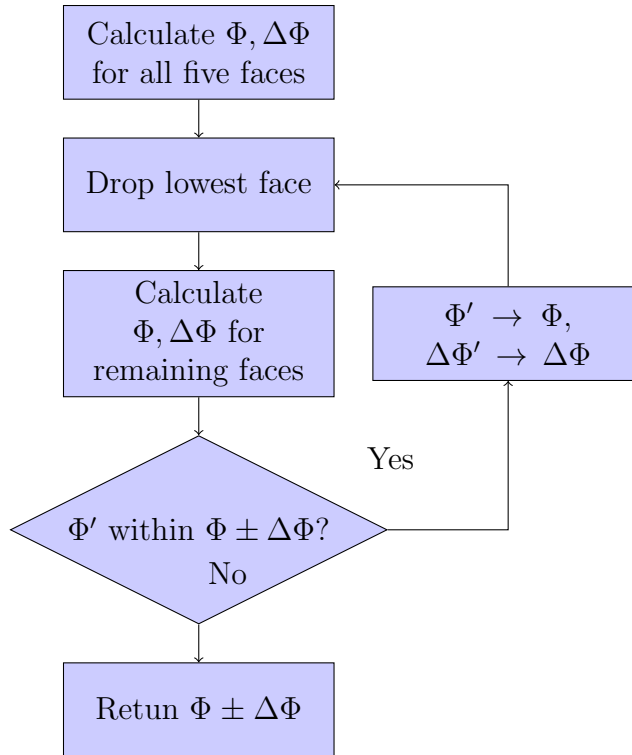 Calculate Φ, ΔΦ
for all five faces
Drop lowest face
Calculate
Φ, ΔΦ for
remaining faces
Φ′ → Φ,
ΔΦ′ → ΔΦ
Yes
Φ′ within Φ ± ΔΦ?
No
Retun Φ ± ΔΦ